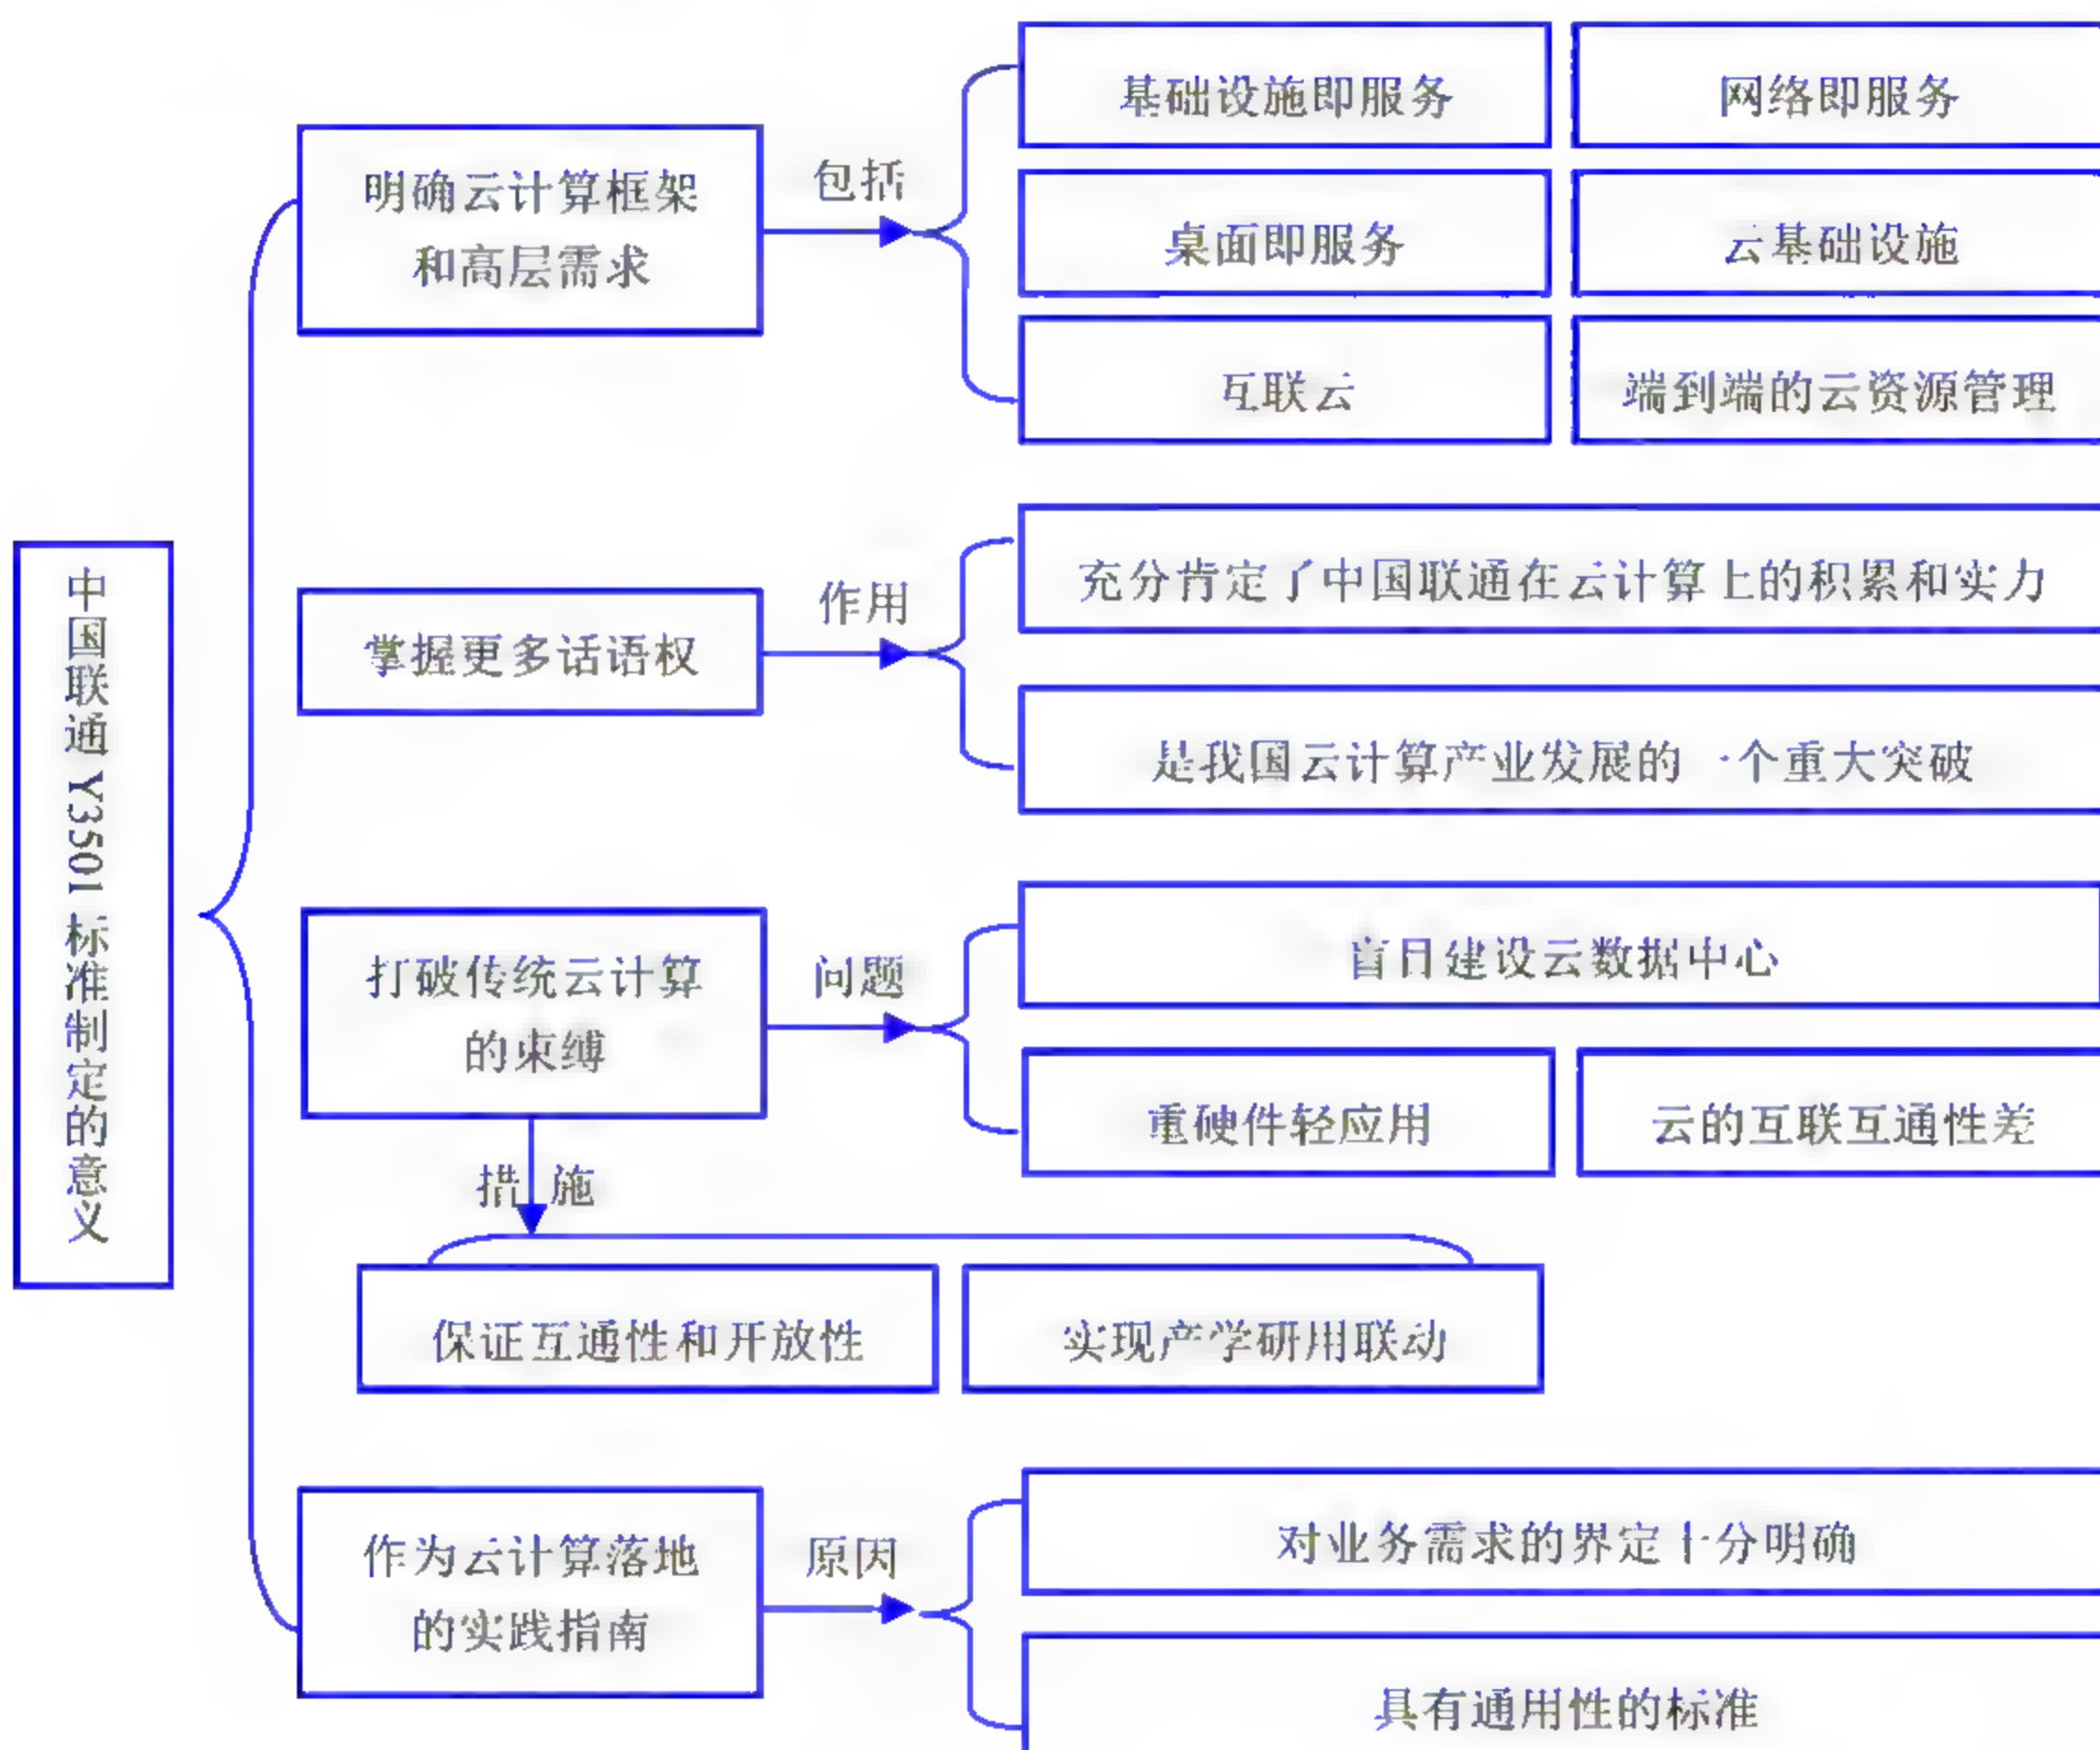 中国联通 Y3501 标准制定的意义
明确云计算框架
和高层需求
包括
基础设施即服务
网络即服务
桌面即服务
云基础设施
互联云
端到端的云资源管理
掌握更多话语权
作用
充分肯定了中国联通在云计算上的积累和实力
是我国云计算产业发展的一个重大突破
打破传统云计算
的束缚
问题
盲目建设云数据中心
重硬件轻应用
云的互联互通性差
措施
保证互通性和开放性
实现产学研用联动
作为云计算落地
的实践指南
原因
对业务需求的界定十分明确
具有通用性的标准